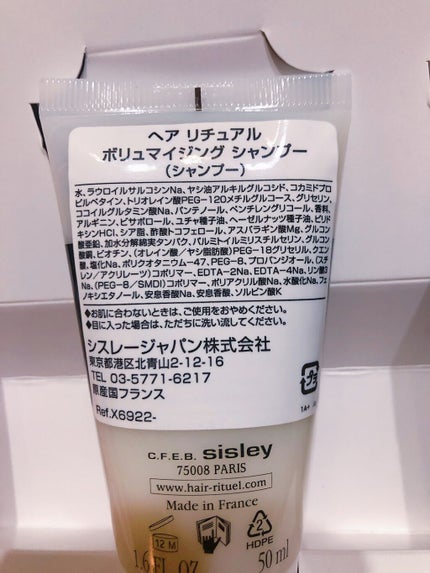 ヘア リチュアル
ボリュマイジング シャンプー
（シャンプー）
水、ラウロイルサルコシンNa、ヤシ油アルキルグルコシド、コカミドプロ
ピルベタイン、トリオレイン酸PEG-120メチルグルコース、グリセリン、
ココイルグルタミン酸Na、パンテノール、ペンチレングリコール、香料、
アルギニン、ビサボロール、ユチャ種子油、ヘーゼルナッツ種子油、ピリド
キシンHCl、シア脂、酢酸トコフェロール、アスパラギン酸Mg、グルコン
酸亜鉛、加水分解綿実タンパク、パルミトイルミリスチルセリン、グルコン
酸銅、ビオチン、(オレイン酸／ヤシ脂肪酸)PEG-18グリセリル、クエン
酸、塩化Na、ポリクオタニウム-47、PEG-8、プロパンジオール、(スチ
レン／アクリレーツ)コポリマー、EDTA-2Na、EDTA-4Na、リン酸3
Na、(PEG-8／SMDI)コポリマー、ポリアクリル酸Na、水酸化Na、フェ
ノキシエタノール、安息香酸Na、安息香酸、ソルビン酸K
◆お肌に合わないときは、ご使用をおやめください。
◆目に入った場合は、ただちに洗い流してください。
シスレージャパン株式会社
東京都港区北青山2-12-16
TEL 03-5771-6217
原産国フランス
Ref.X6922-
プラ
1A+
C.F.E.B. sisley
75008 PARIS
www.hair-rituel.com
Made in France
12 M
2
HDPE
1.6 FL OZ 50 ml